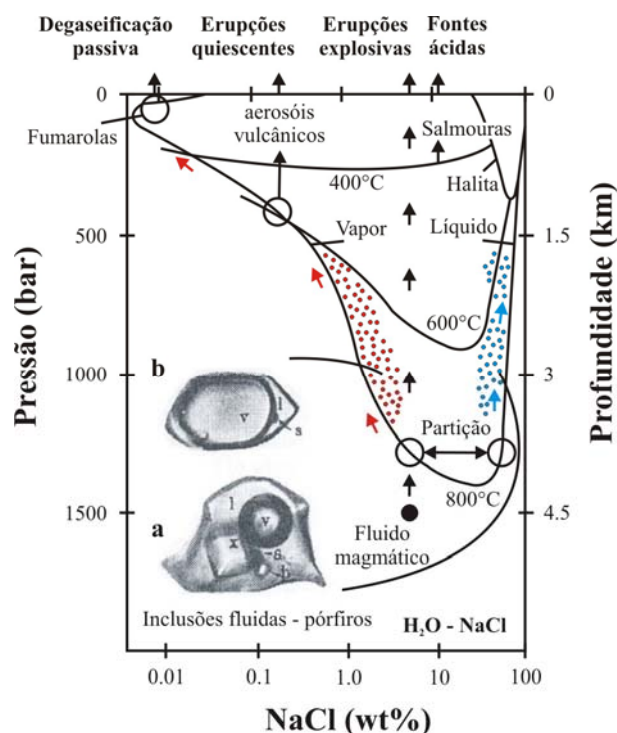 Degaseificação passiva
Erupções quiescentes
Erupções explosivas
Fontes ácidas
0
0
Fumarolas
aerosóis vulcânicos
Salmouras
400°C
Halita
500
Vapor
Líquido
1.5
600°C
b
v
l
s
1000
3
Partição
800°C
a
l
v
x
h
1500
4.5
Fluido magmático
Inclusões fluidas - pórfiros
H₂O - NaCl
0.01
0.1
1.0
10
100
NaCl (wt%)
Pressão (bar)
Profundidade (km)